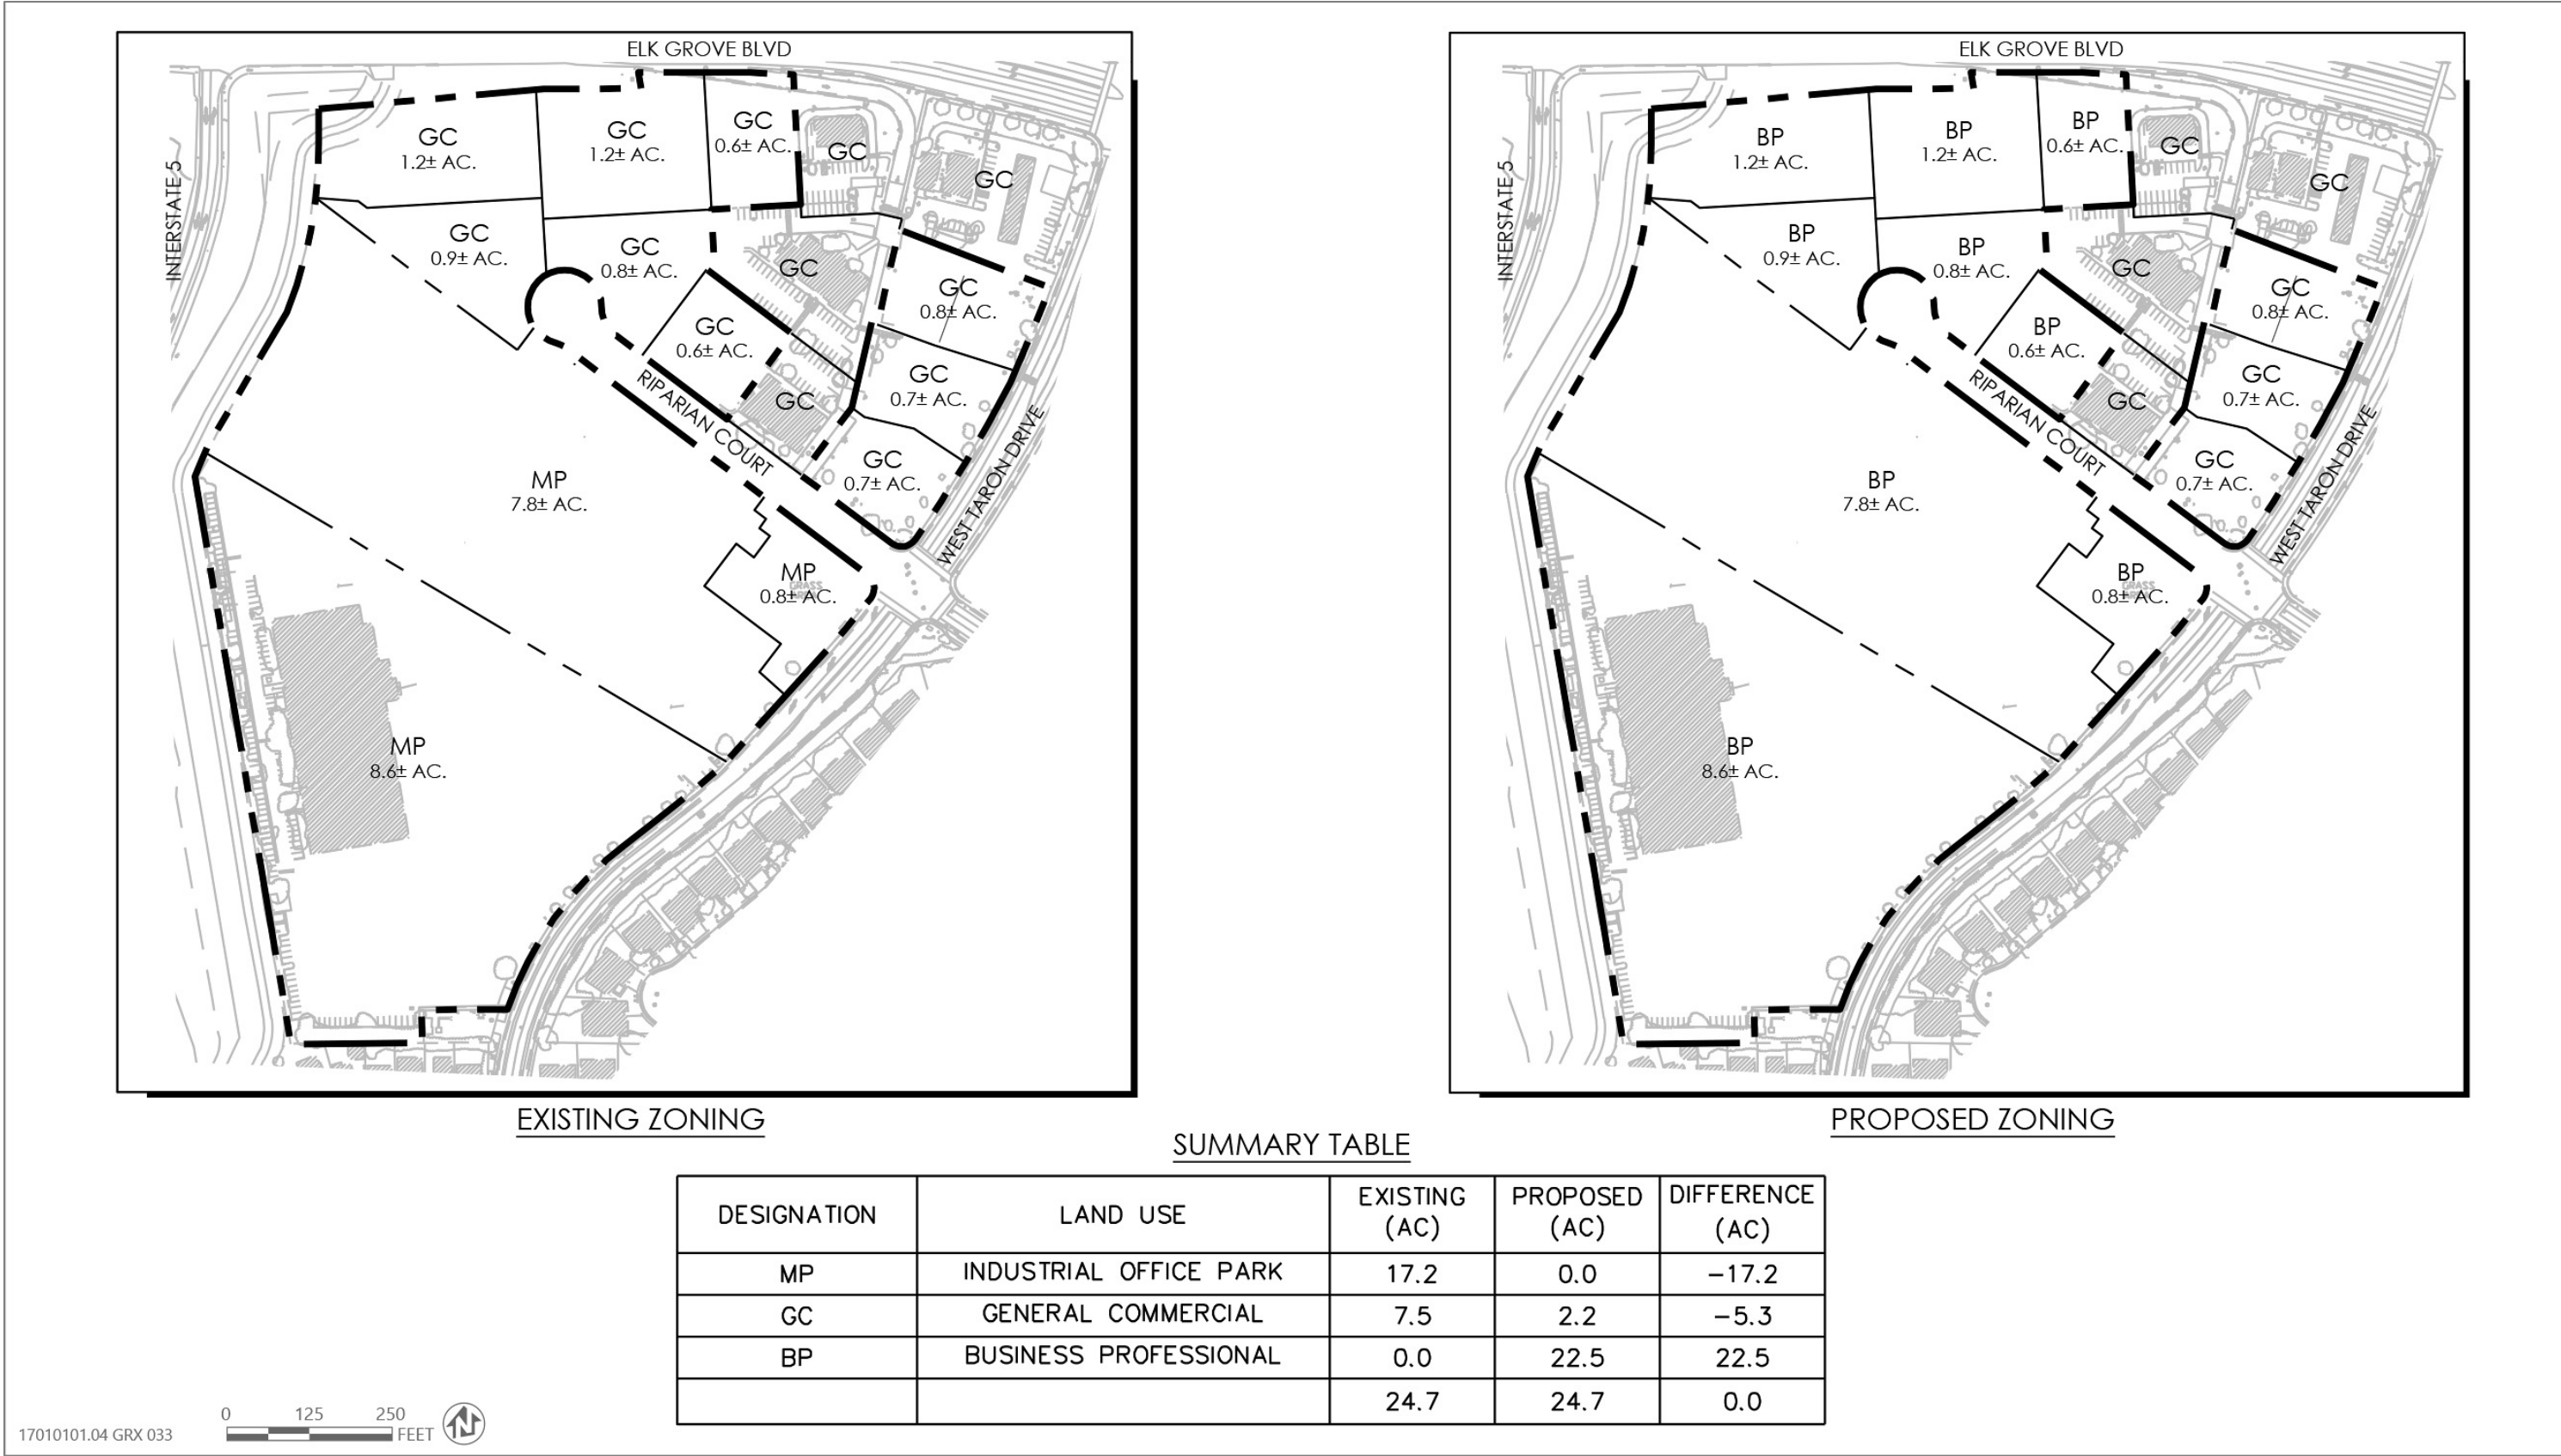 ELK GROVE BLVD
INTERSTATE 5
GC
1.2± AC.
GC
1.2± AC.
GC
0.6± AC.
GC
GC
GC
0.9± AC.
GC
0.8± AC.
GC
GC
0.8± AC.
GC
0.6± AC.
GC
0.7± AC.
GC
RIPARIAN COURT
GC
0.7± AC.
WEST TARON DRIVE
MP
7.8± AC.
MP
GRASS
0.8± AC.
MP
8.6± AC.
EXISTING ZONING
ELK GROVE BLVD
INTERSTATE 5
BP
1.2± AC.
BP
1.2± AC.
BP
0.6± AC.
GC
GC
BP
0.9± AC.
BP
0.8± AC.
GC
GC
0.8± AC.
BP
0.6± AC.
GC
0.7± AC.
GC
RIPARIAN COURT
GC
0.7± AC.
WEST TARON DRIVE
BP
7.8± AC.
BP
GRASS
0.8± AC.
BP
8.6± AC.
PROPOSED ZONING
SUMMARY TABLE
DESIGNATION LAND USE EXISTING (AC) PROPOSED (AC) DIFFERENCE (AC)
MP INDUSTRIAL OFFICE PARK 17.2 0.0 −17.2
GC GENERAL COMMERCIAL 7.5 2.2 −5.3
BP BUSINESS PROFESSIONAL 0.0 22.5 22.5
24.7 24.7 0.0
17010101.04 GRX 033
0 125 250
FEET
N